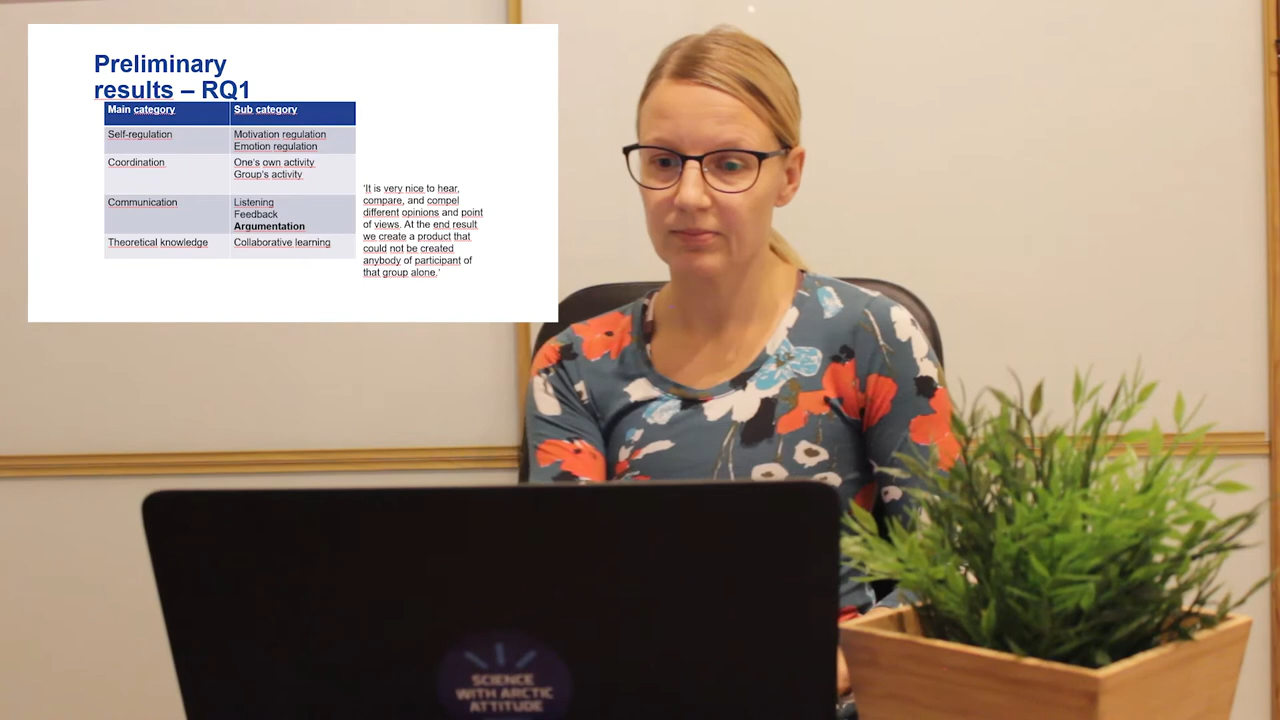 Preliminary
results – RQ1
Main category Sub category
Self-regulation Motivation regulation
Emotion regulation
Coordination One's own activity
Group's activity
Communication Listening
Feedback
Argumentation
Theoretical knowledge Collaborative learning
'It is very nice to hear,
compare, and compel
different opinions and point
of views. At the end result
we create a product that
could not be created
anybody of participant of
that group alone.'
SCIENCE
WITH ARCTIC
ATTITUDE